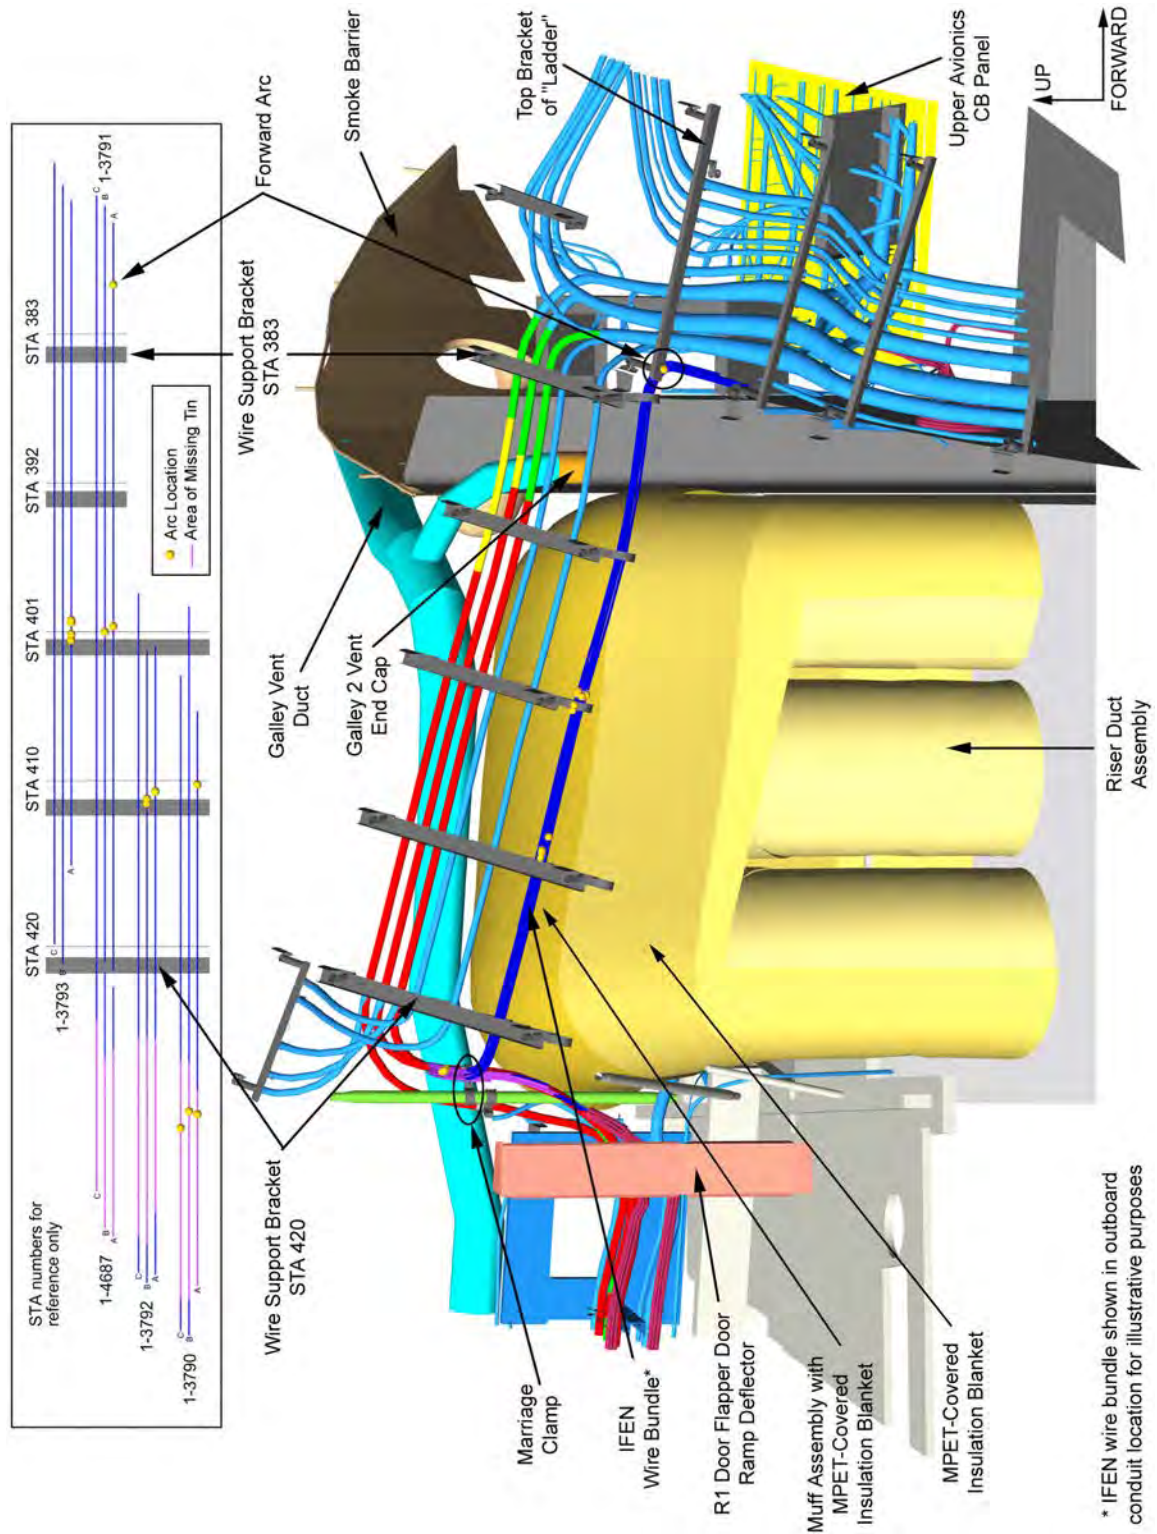 STA numbers for
reference only
STA 420
STA 410
STA 401
STA 392
STA 383
Arc Location
Area of Missing Tin
1-3793
C
B
A
1-3791
C
B
A
1-4687
C
B
A
1-3792
C
B
A
1-3790
C
B
A
Wire Support Bracket
STA 420
Galley Vent
Duct
Galley 2 Vent
End Cap
Wire Support Bracket
STA 383
Forward Arc
Smoke Barrier
Top Bracket
of "Ladder"
Upper Avionics
CB Panel
UP
FORWARD
Marriage
Clamp
IFEN
Wire Bundle*
R1 Door Flapper Door
Ramp Deflector
Muff Assembly with
MPET-Covered
Insulation Blanket
MPET-Covered
Insulation Blanket
Riser Duct
Assembly
* IFEN wire bundle shown in outboard
conduit location for illustrative purposes